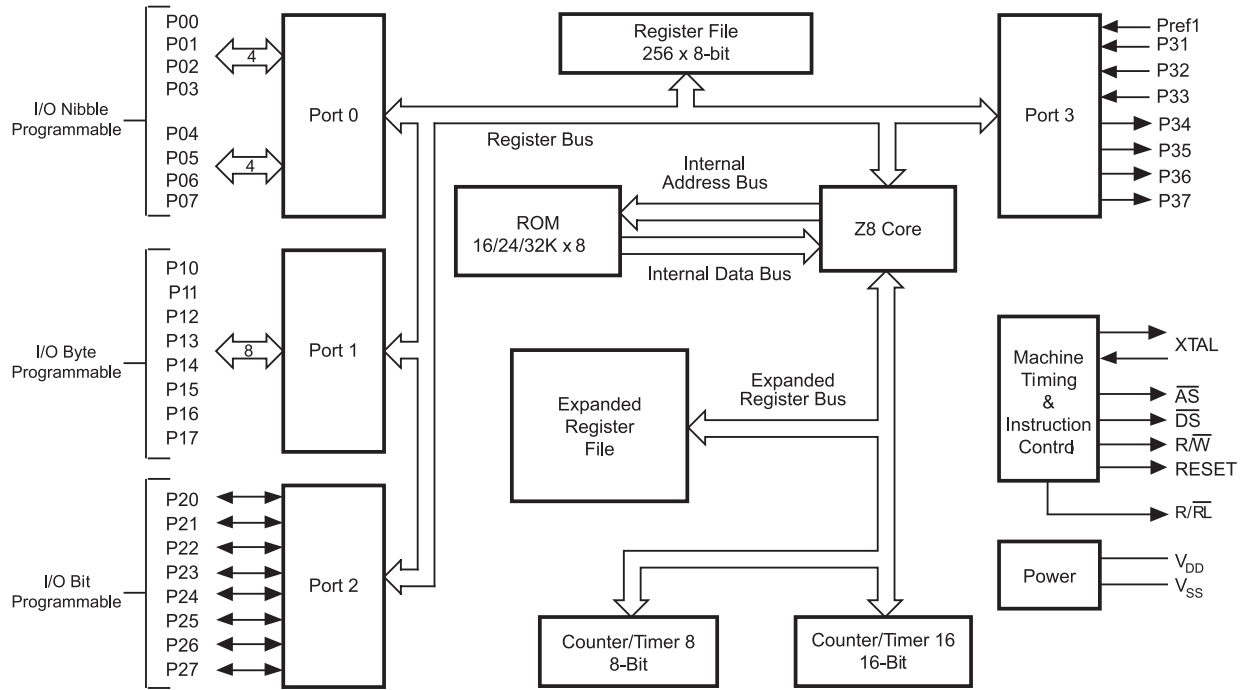 I/O Nibble
Programmable
P00
P01
P02
P03
P04
P05
P06
P07
4
4
Port 0
I/O Byte
Programmable
P10
P11
P12
P13
P14
P15
P16
P17
8
Port 1
I/O Bit
Programmable
P20
P21
P22
P23
P24
P25
P26
P27
Port 2
Register File
256 x 8-bit
Register Bus
Internal
Address Bus
ROM
16/24/32K x 8
Internal Data Bus
Z8 Core
Expanded
Register Bus
Expanded
Register
File
Counter/Timer 8
8-Bit
Counter/Timer 16
16-Bit
Port 3
Pref1
P31
P32
P33
P34
P35
P36
P37
Machine
Timing
&
Instruction
Control
XTAL
A̅S̅
D̅S̅
R/W̅
RESET
R/R̅L̅
Power
VDD
VSS